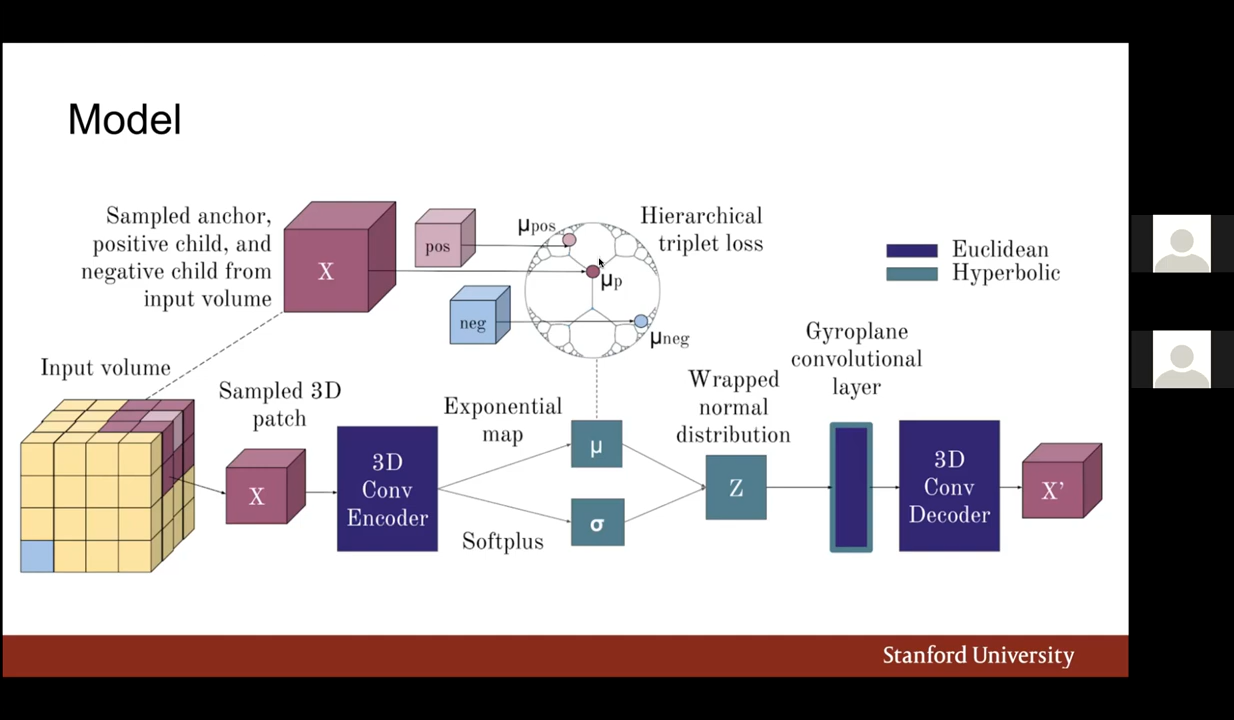 Model
Sampled anchor,
positive child, and
negative child from
input volume
X
pos
neg
μpos
μp
μneg
Hierarchical
triplet loss
Euclidean
Hyperbolic
Input volume
Sampled 3D
patch
X
3D
Conv
Encoder
Exponential
map
Softplus
μ
σ
Wrapped
normal
distribution
Z
Gyroplane
convolutional
layer
3D
Conv
Decoder
X’
Stanford University